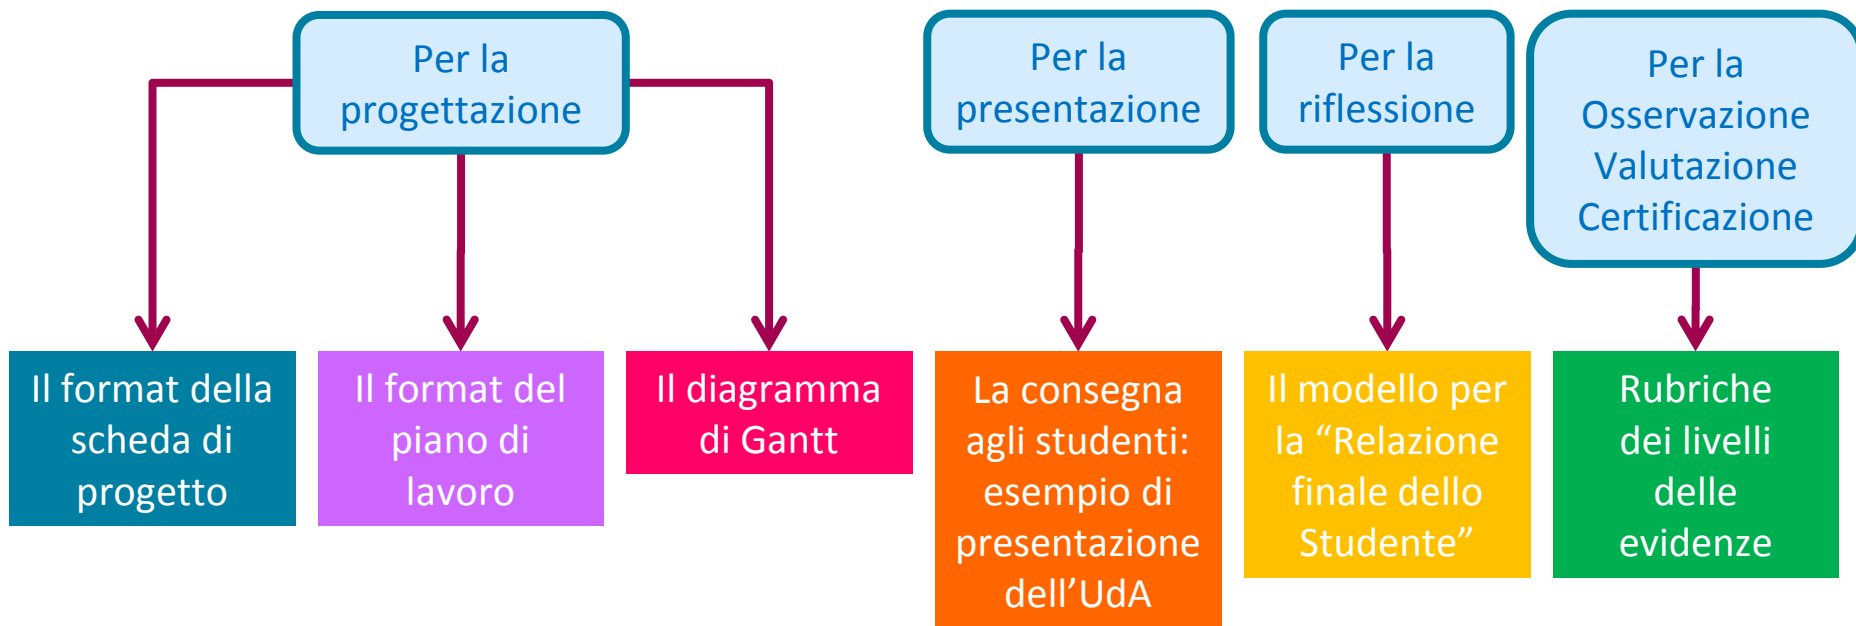 Per la
progettazione
Per la
presentazione
Per la
riflessione
Per la
Osservazione
Valutazione
Certificazione
Il format della
scheda di
progetto
Il format del
piano di
lavoro
Il diagramma
di Gantt
La consegna
agli studenti:
esempio di
presentazione
dell’UdA
Il modello per
la “Relazione
finale dello
Studente”
Rubriche
dei livelli
delle
evidenze